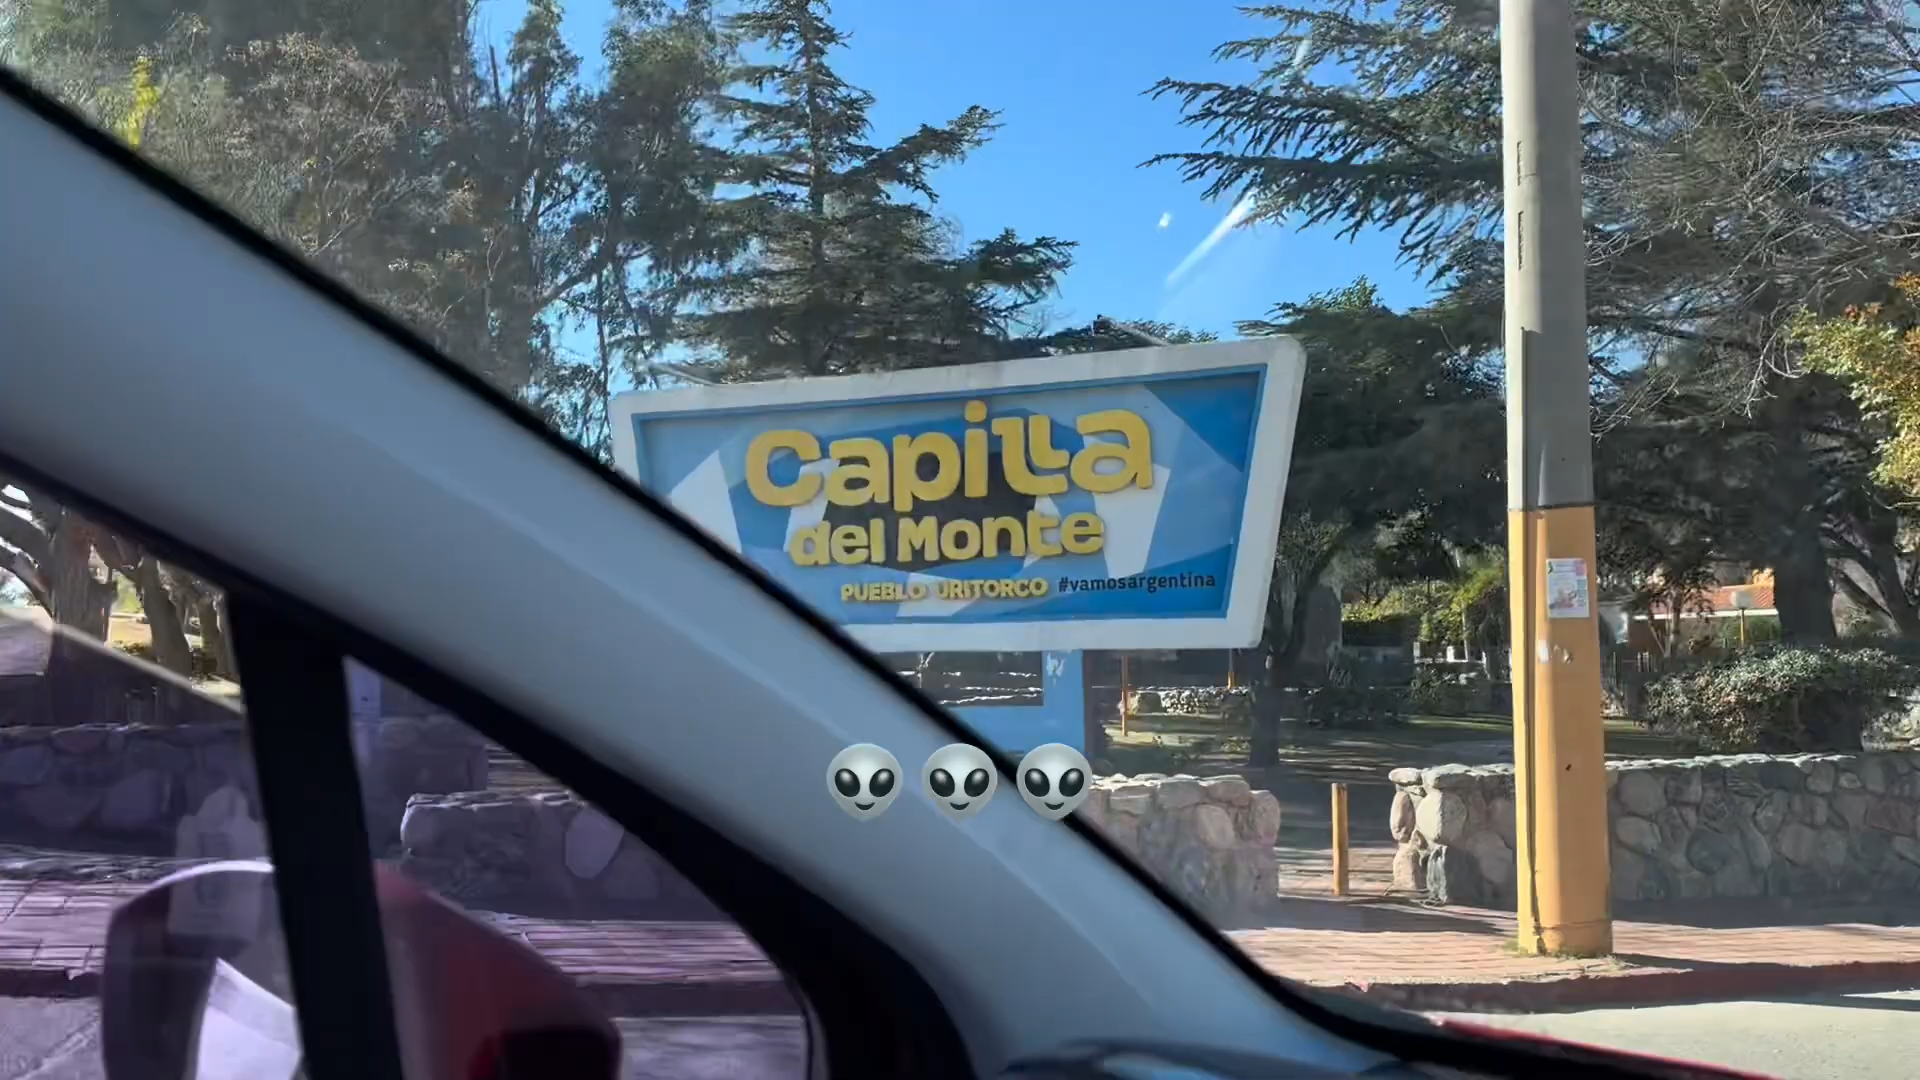 Capilla
del Monte
PUEBLO URITORCO #vamosargentina
👽 👽 👽